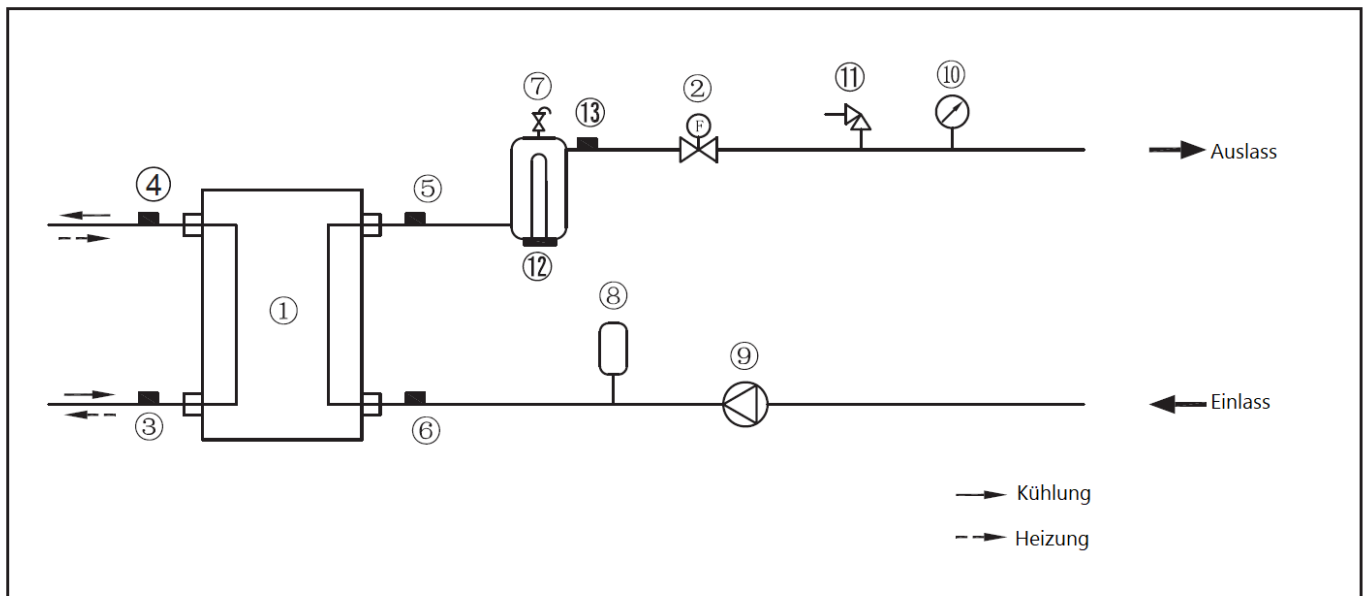 ⑦
⑬
②
F
⑪
⑩
Auslass
④
⑤
⑫
①
⑧
⑨
③
⑥
Einlass
Kühlung
Heizung